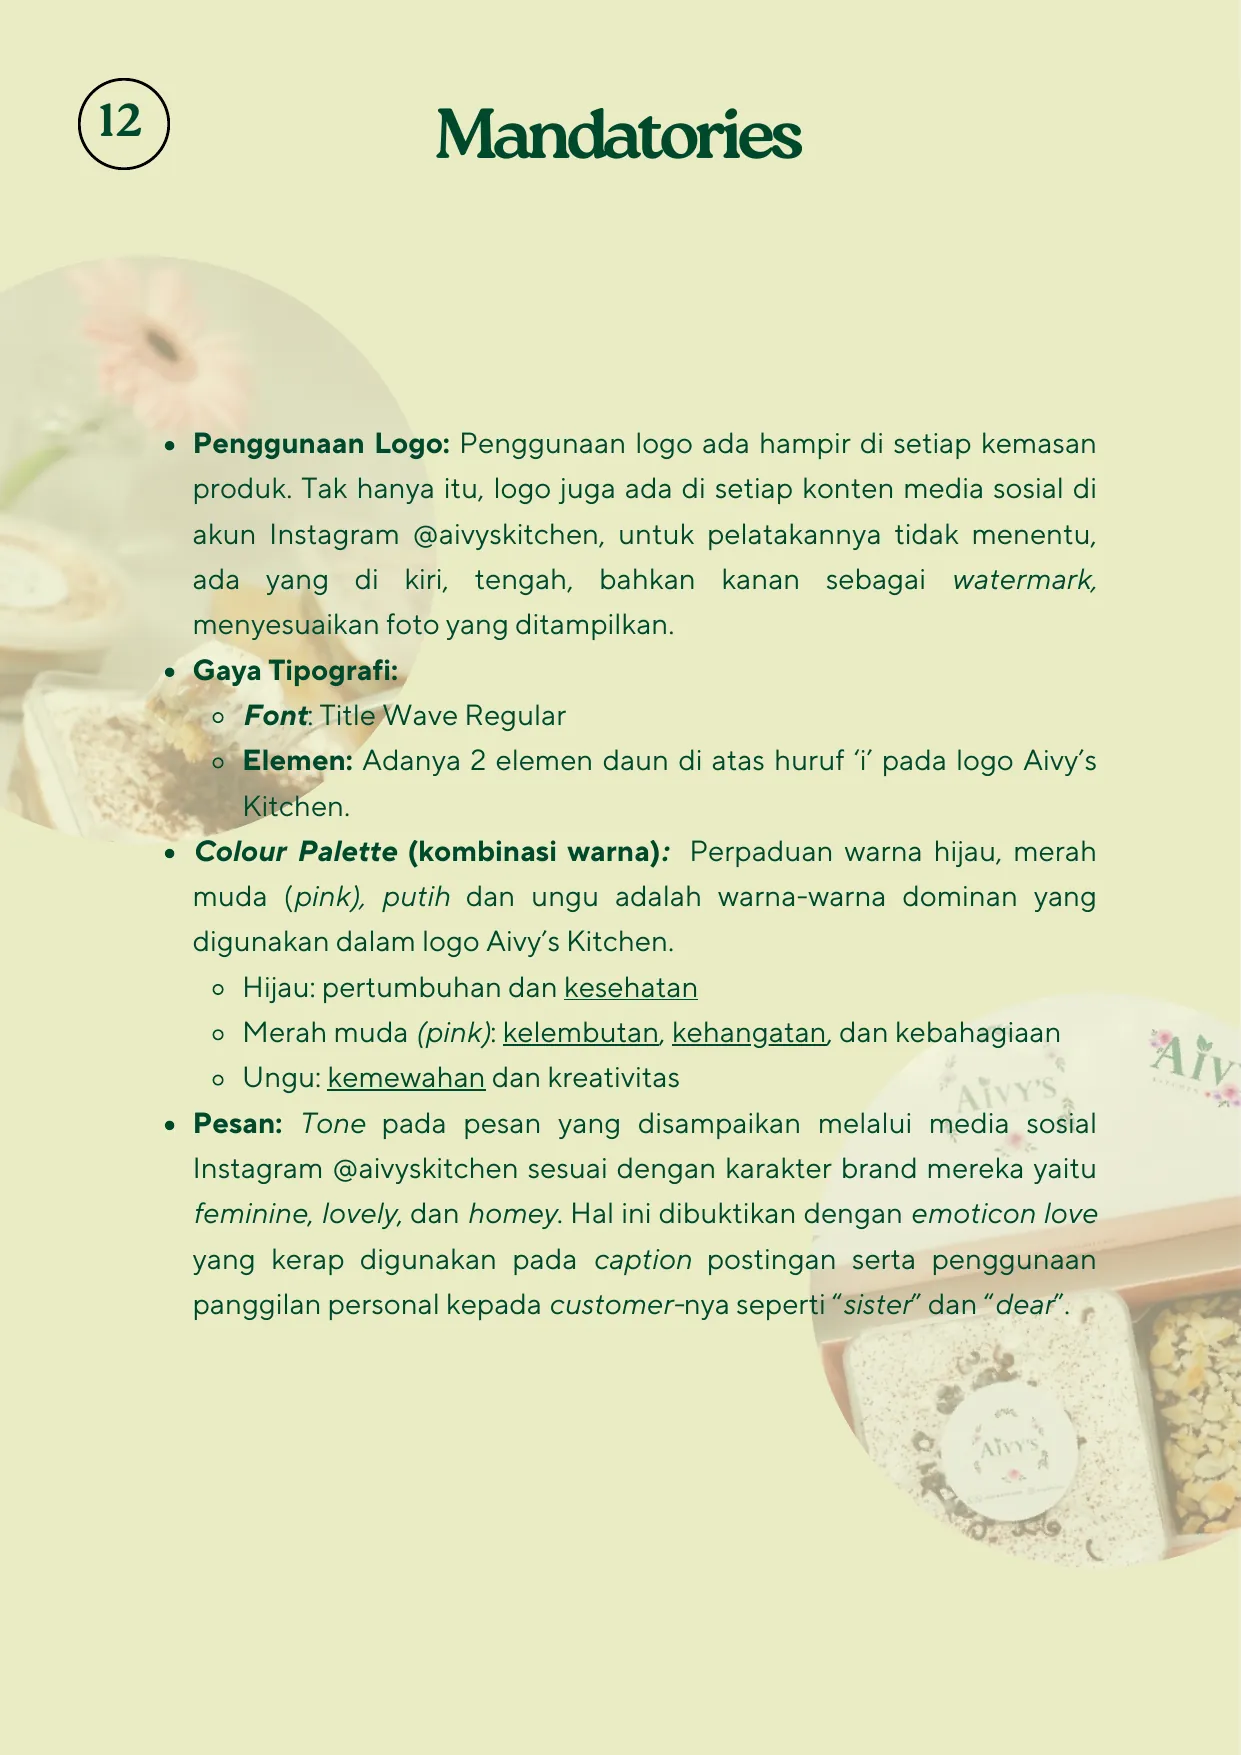 12
Mandatories
• Penggunaan Logo: Penggunaan logo ada hampir di setiap kemasan
produk. Tak hanya itu, logo juga ada di setiap konten media sosial di
akun Instagram @aivyskitchen, untuk pelatakannya tidak menentu,
ada yang di kiri, tengah, bahkan kanan sebagai watermark,
menyesuaikan foto yang ditampilkan.
• Gaya Tipografi:
◦ Font: Title Wave Regular
◦ Elemen: Adanya 2 elemen daun di atas huruf ‘i’ pada logo Aivy’s
Kitchen.
• Colour Palette (kombinasi warna): Perpaduan warna hijau, merah
muda (pink), putih dan ungu adalah warna-warna dominan yang
digunakan dalam logo Aivy’s Kitchen.
◦ Hijau: pertumbuhan dan kesehatan
◦ Merah muda (pink): kelembutan, kehangatan, dan kebahagiaan
◦ Ungu: kemewahan dan kreativitas
• Pesan: Tone pada pesan yang disampaikan melalui media sosial
Instagram @aivyskitchen sesuai dengan karakter brand mereka yaitu
feminine, lovely, dan homey. Hal ini dibuktikan dengan emoticon love
yang kerap digunakan pada caption postingan serta penggunaan
panggilan personal kepada customer-nya seperti “sister” dan “dear”.
AiVY'S
AiV
AiVY'S